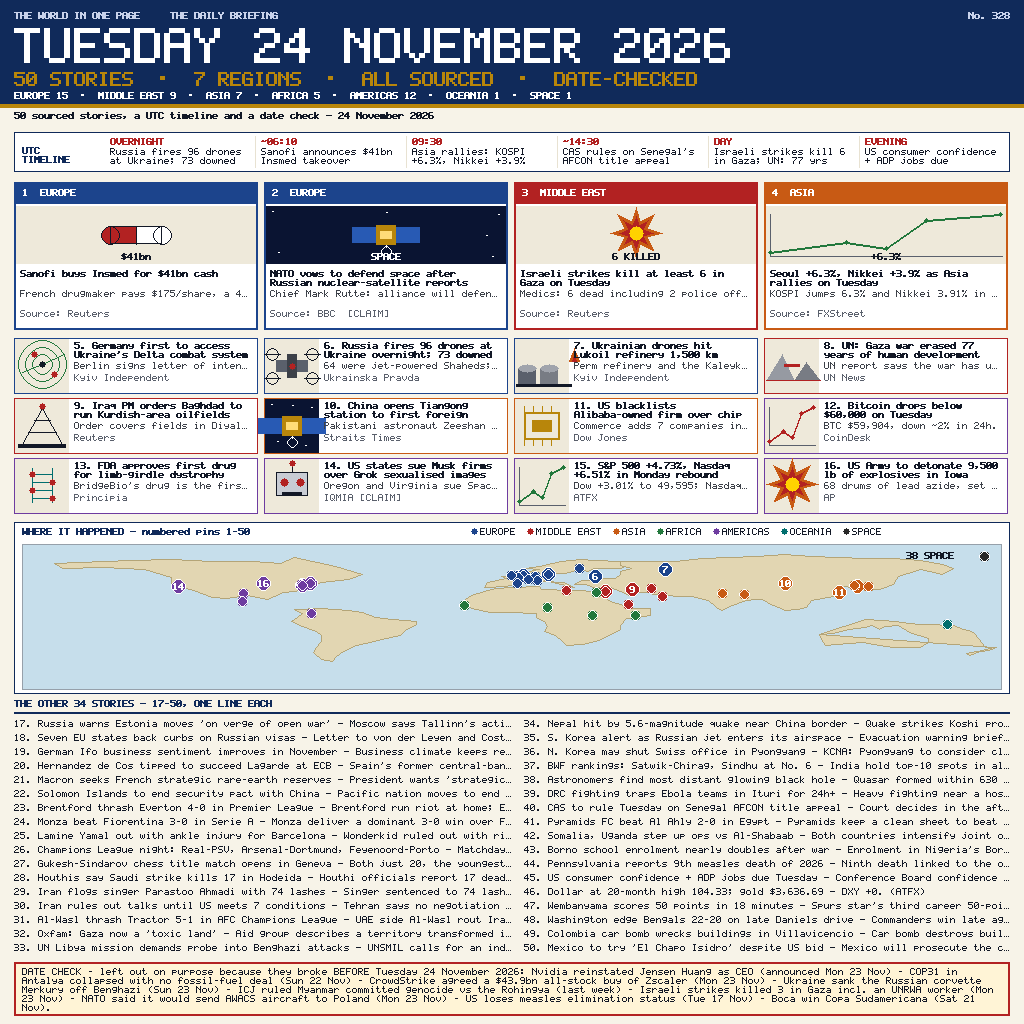 THE WORLD IN ONE PAGE THE DAILY BRIEFING No. 328
TUESDAY 24 NOVEMBER 2026
50 STORIES · 7 REGIONS · ALL SOURCED · DATE-CHECKED
EUROPE 15 · MIDDLE EAST 9 · ASIA 7 · AFRICA 5 · AMERICAS 12 · OCEANIA 1 · SPACE 1
50 sourced stories, a UTC timeline and a date check - 24 November 2026
UTC
TIMELINE
OVERNIGHT
Russia fires 96 drones
at Ukraine; 73 downed
~06:10
Sanofi announces $41bn
Insmed takeover
09:30
Asia rallies: KOSPI
+6.3%, Nikkei +3.9%
~14:30
CAS rules on Senegal's
AFCON title appeal
DAY
Israeli strikes kill 6
in Gaza; UN: 77 yrs
EVENING
US consumer confidence
+ ADP jobs due
1 EUROPE
$41bn
Sanofi buys Insmed for $41bn cash
French drugmaker pays $175/share, a 4…
Source: Reuters
2 EUROPE
SPACE
NATO vows to defend space after
Russian nuclear-satellite reports
Chief Mark Rutte: alliance will defen…
Source: BBC [CLAIM]
3 MIDDLE EAST
6 KILLED
Israeli strikes kill at least 6 in
Gaza on Tuesday
Medics: 6 dead including 2 police off…
Source: Reuters
4 ASIA
+6.3%
Seoul +6.3%, Nikkei +3.9% as Asia
rallies on Tuesday
KOSPI jumps 6.3% and Nikkei 3.91% in …
Source: FXStreet
5. Germany first to access
Ukraine's Delta combat system
Berlin signs letter of inten…
Kyiv Independent
6. Russia fires 96 drones at
Ukraine overnight; 73 downed
64 were jet-powered Shaheds;…
Ukrainska Pravda
7. Ukrainian drones hit
Lukoil refinery 1,500 km
Perm refinery and the Kaleyk…
Kyiv Independent
8. UN: Gaza war erased 77
years of human development
UN report says the war has u…
UN News
9. Iraq PM orders Baghdad to
run Kurdish-area oilfields
Order covers fields in Diyal…
Reuters
10. China opens Tiangong
station to first foreign
Pakistani astronaut Zeeshan …
Straits Times
11. US blacklists
Alibaba-owned firm over chip
Commerce adds 7 companies in…
Dow Jones
12. Bitcoin drops below
$60,000 on Tuesday
BTC $59,904, down ~2% in 24h.
CoinDesk
13. FDA approves first drug
for limb-girdle dystrophy
BridgeBio's drug is the firs…
Principia
14. US states sue Musk firms
over Grok sexualised images
Oregon and Virginia sue Spac…
IQMIA [CLAIM]
15. S&P 500 +4.73%, Nasdaq
+6.51% in Monday rebound
Dow +3.01% to 49,595; Nasdaq…
ATFX
16. US Army to detonate 9,500
lb of explosives in Iowa
68 drums of lead azide, set …
AP
WHERE IT HAPPENED - numbered pins 1-50
EUROPE MIDDLE EAST ASIA AFRICA AMERICAS OCEANIA SPACE
38 SPACE
7
6
14
16
9
10
11
THE OTHER 34 STORIES - 17-50, ONE LINE EACH
17. Russia warns Estonia moves 'on verge of open war' - Moscow says Tallinn's acti…
18. Seven EU states back curbs on Russian visas - Letter to von der Leyen and Cost…
19. German Ifo business sentiment improves in November - Business climate keeps re…
20. Hernandez de Cos tipped to succeed Lagarde at ECB - Spain's former central-ban…
21. Macron seeks French strategic rare-earth reserves - President wants 'strategic…
22. Solomon Islands to end security pact with China - Pacific nation moves to end …
23. Brentford thrash Everton 4-0 in Premier League - Brentford run riot at home; E…
24. Monza beat Fiorentina 3-0 in Serie A - Monza deliver a dominant 3-0 win over F…
25. Lamine Yamal out with ankle injury for Barcelona - Wonderkid ruled out with ri…
26. Champions League night: Real-PSV, Arsenal-Dortmund, Feyenoord-Porto - Matchday…
27. Gukesh-Sindarov chess title match opens in Geneva - Both just 20, the youngest…
28. Houthis say Saudi strike kills 17 in Hodeida - Houthi officials report 17 dead…
29. Iran flogs singer Parastoo Ahmadi with 74 lashes - Singer sentenced to 74 lash…
30. Iran rules out talks until US meets 7 conditions - Tehran says no negotiation …
31. Al-Wasl thrash Tractor 5-1 in AFC Champions League - UAE side Al-Wasl rout Ira…
32. Oxfam: Gaza now a 'toxic land' - Aid group describes a territory transformed i…
33. UN Libya mission demands probe into Benghazi attacks - UNSMIL calls for an ind…
34. Nepal hit by 5.6-magnitude quake near China border - Quake strikes Koshi pro…
35. S. Korea alert as Russian jet enters its airspace - Evacuation warning brief…
36. N. Korea may shut Swiss office in Pyongyang - KCNA: Pyongyang to consider cl…
37. BWF rankings: Satwik-Chirag, Sindhu at No. 6 - India hold top-10 spots in al…
38. Astronomers find most distant glowing black hole - Quasar formed within 630 …
39. DRC fighting traps Ebola teams in Ituri for 24h+ - Heavy fighting near a hos…
40. CAS to rule Tuesday on Senegal AFCON title appeal - Court decides in the aft…
41. Pyramids FC beat Al Ahly 2-0 in Egypt - Pyramids keep a clean sheet to beat …
42. Somalia, Uganda step up ops vs Al-Shabaab - Both countries intensify joint o…
43. Borno school enrolment nearly doubles after war - Enrolment in Nigeria's Bor…
44. Pennsylvania reports 9th measles death of 2026 - Ninth death linked to the o…
45. US consumer confidence + ADP jobs due Tuesday - Conference Board confidence …
46. Dollar at 20-month high 104.33; gold $3,636.69 - DXY +0. (ATFX)
47. Wembanyama scores 50 points in 18 minutes - Spurs star's third career 50-poi…
48. Washington edge Bengals 22-20 on late Daniels drive - Commanders win late ag…
49. Colombia car bomb wrecks buildings in Villavicencio - Car bomb destroys buil…
50. Mexico to try 'El Chapo Isidro' despite US bid - Mexico will prosecute the c…
DATE CHECK - left out on purpose because they broke BEFORE Tuesday 24 November 2026: Nvidia reinstated Jensen Huang as CEO (announced Mon 23 Nov) - COP31 in
Antalya collapsed with no fossil-fuel deal (Sun 22 Nov) - CrowdStrike agreed a $43.9bn all-stock buy of Zscaler (Mon 23 Nov) - Ukraine sank the Russian corvette
Merkury off Benghazi (Sun 23 Nov) - ICJ ruled Myanmar committed genocide vs the Rohingya (last week) - Israeli strikes killed 3 in Gaza incl. an UNRWA worker (Mon
23 Nov) - NATO said it would send AWACS aircraft to Poland (Mon 23 Nov) - US loses measles elimination status (Tue 17 Nov) - Boca win Copa Sudamericana (Sat 21
Nov).